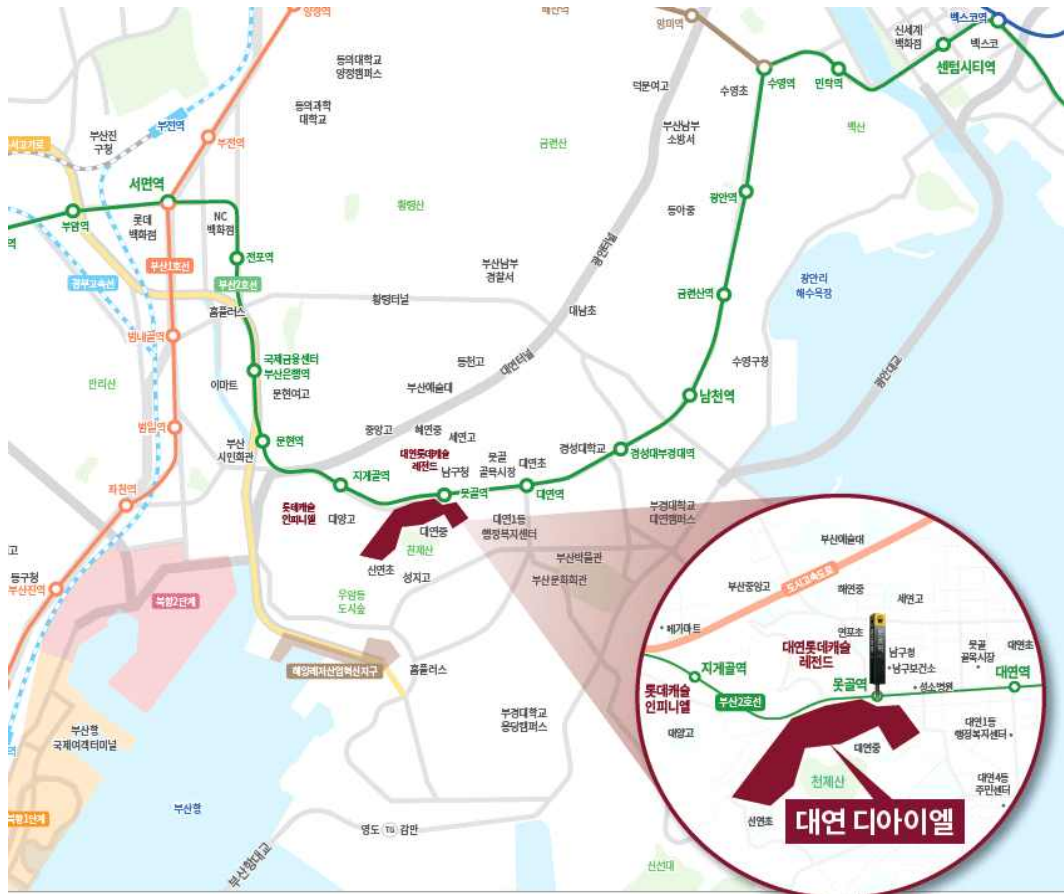 양정역
동의대학교
양정캠퍼스
동의과학
대학교
망미역
덕문여고
수영초
수영역
민락역
신세계
백화점
벡스코역
벡스코
센텀시티역
부산진
구청
부전역
부전역
금련산
부산남부
소방서
백산
서면역
부암역
롯데
백화점
NC
백화점
황령산
동아중
광안역
전포역
부산1호선
부산2호선
경부고속선
부산남부
경찰서
광안터널
광안리
해수욕장
황령터널
홈플러스
대남초
금련산역
범내골역
국제금융센터
부산은행역
등천고
대연터널
수영구청
광안대교
이마트
문현여고
부산예술대
남천역
범일역
부산
시민회관
문현역
중앙고
해연중
세연고
대연롯데캐슬
레전드
남구청
못골
골목시장
대연초
경성대학교
경성대부경대역
지게골역
못골역
대연역
좌천역
롯데캐슬
인피니엘
대양고
대연중
대연1동
행정복지센터
부경대학교
대연캠퍼스
천제산
신연초
성지고
부산박물관
부산문화회관
동구청
부산진역
북항2단계
우암동
도시숲
해양레저산업혁신지구
홈플러스
부산항
국제여객터미널
부경대학교
용당캠퍼스
부산항
북항1단계
영도 TG 감만
부산항대교
신선대
부산예술대
도시고속도로
부산중앙고
해연중
세연고
메가마트
연포초
대연롯데캐슬
레전드
남구청
남구보건소
못골
골목시장
대연초
지게골역
못골역
성소병원
대연역
롯데캐슬
인피니엘
부산2호선
대양고
대연중
대연1동
행정복지센터
천제산
대연4동
주민센터
신연초
대연 디아이엘